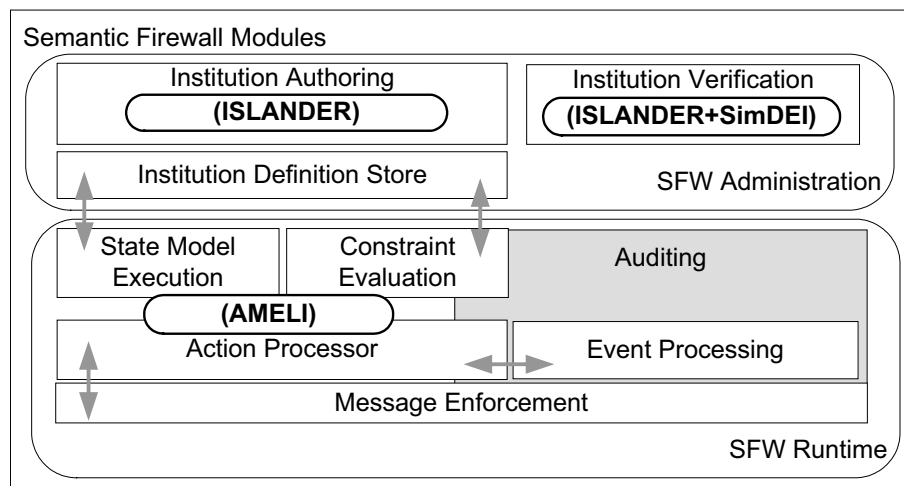 Semantic Firewall Modules
Institution Authoring
(ISLANDER)
Institution Verification
(ISLANDER+SimDEI)
Institution Definition Store
SFW Administration
State Model
Execution
Constraint
Evaluation
Auditing
(AMELI)
Action Processor
Event Processing
Message Enforcement
SFW Runtime